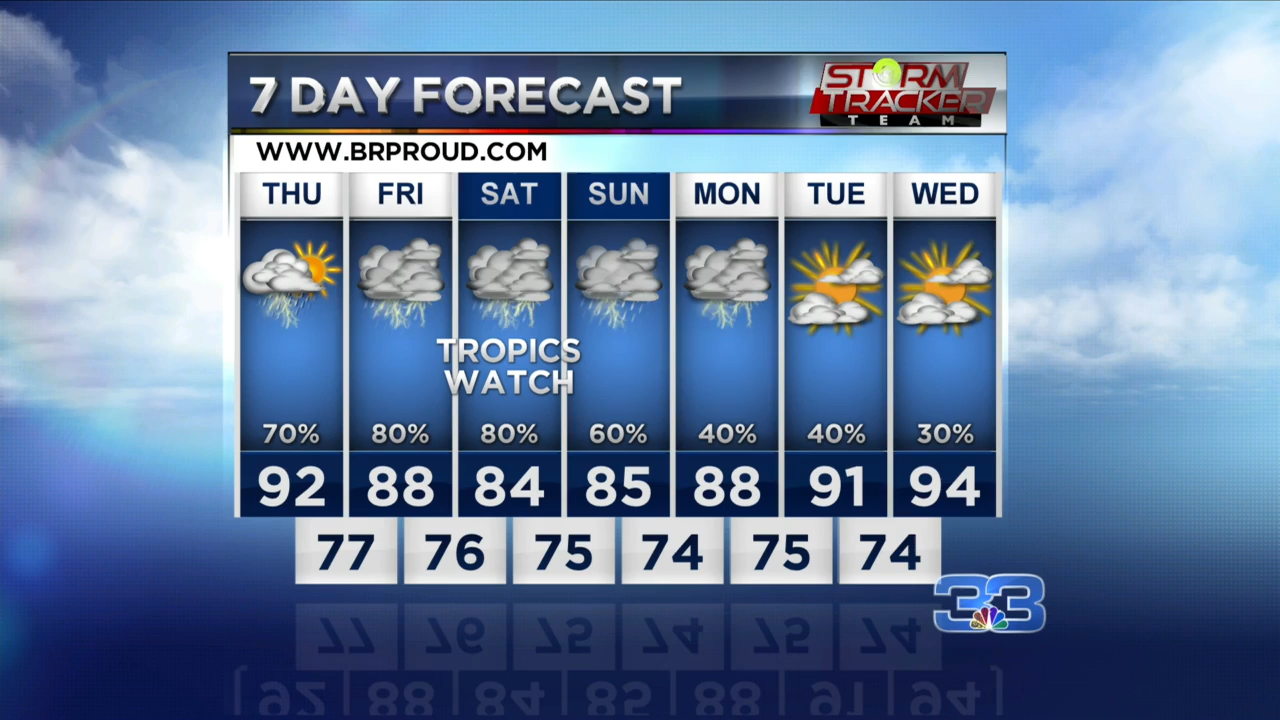 7 DAY FORECAST
STORM
TRACKER
TEAM
WWW.BRPROUD.COM
THU FRI SAT SUN MON TUE WED
TROPICS
WATCH
70% 80% 80% 60% 40% 40% 30%
92 88 84 85 88 91 94
77 76 75 74 75 74
33